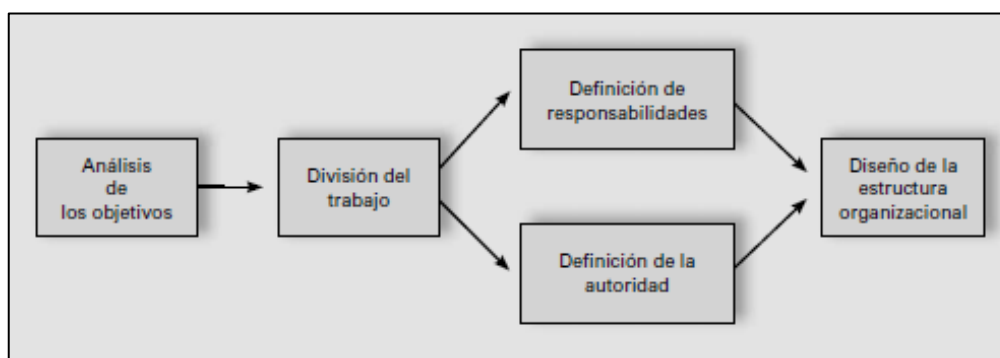 Análisis
de
los objetivos
División del
trabajo
Definición de
responsabilidades
Definición de la
autoridad
Diseño de la
estructura
organizacional